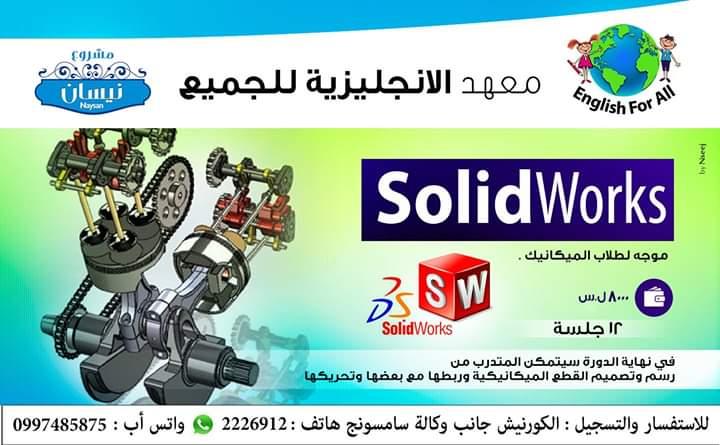 مشروع
نيسان
Naysan
معهد الانجليزية للجميع
English For All
by Niseej
SolidWorks
موجه لطلاب الميكانيك .
٨٠٠٠ ل.س
١٢ جلسة
SW
SolidWorks
في نهاية الدورة سيتمكن المتدرب من
رسم وتصميم القطع الميكانيكية وربطها مع بعضها وتحريكها
للاستفسار والتسجيل : الكورنيش جانب وكالة سامسونج هاتف : 2226912 واتس أب : 0997485875